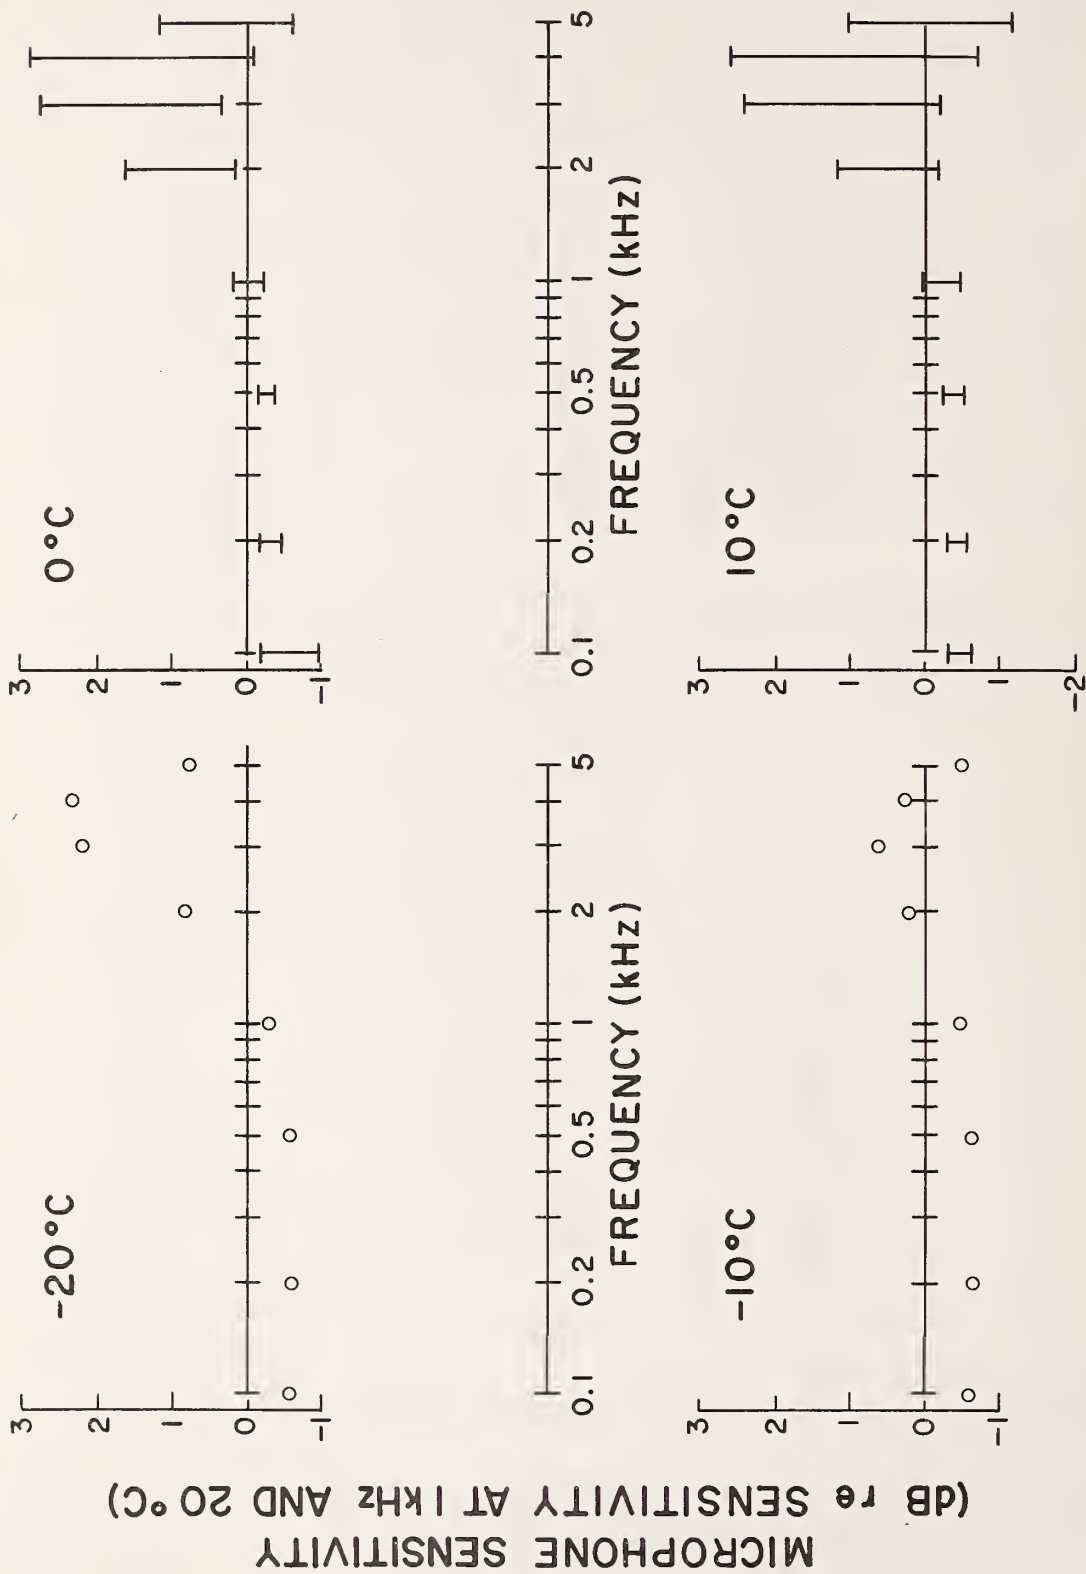 MICROPHONE SENSITIVITY
(dB re SENSITIVITY AT 1 kHz AND 20°C)
-20°C
3
2
1
0
-1
0.1 0.2 0.5 1 2 5
FREQUENCY (kHz)
0°C
3
2
1
0
-1
0.1 0.2 0.5 1 2 5
FREQUENCY (kHz)
-10°C
3
2
1
0
-1
10°C
3
2
1
0
-1
-2